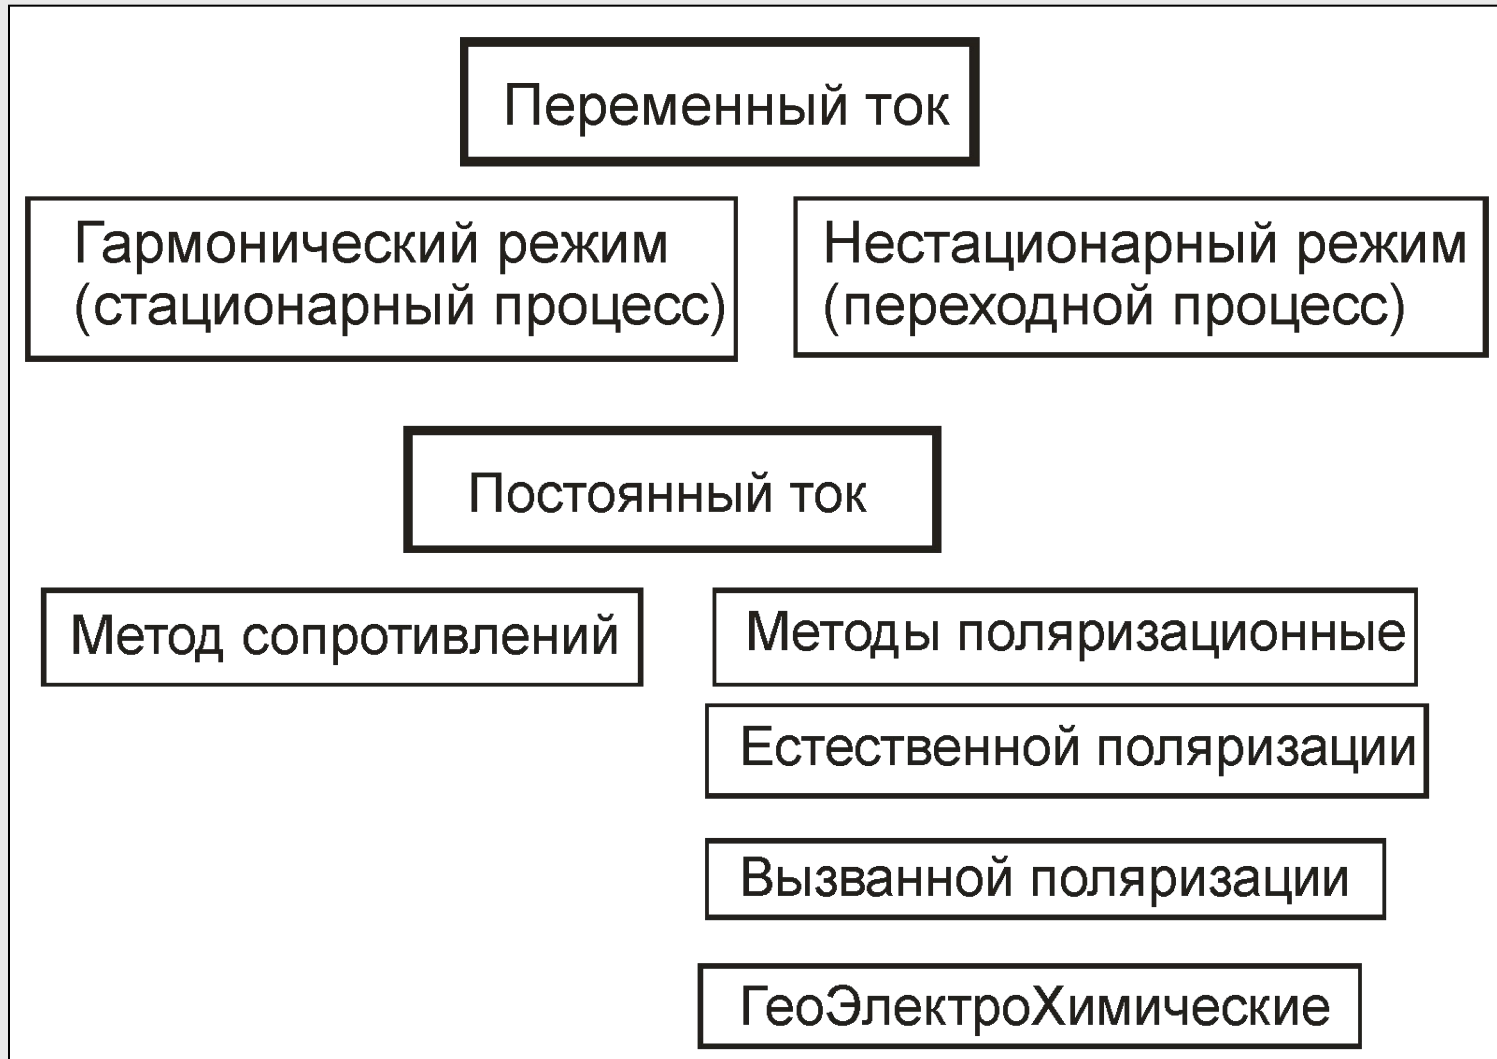 Переменный ток
Гармонический режим
(стационарный процесс)
Нестационарный режим
(переходной процесс)
Постоянный ток
Метод сопротивлений
Методы поляризационные
Естественной поляризации
Вызванной поляризации
ГеоЭлектроХимические